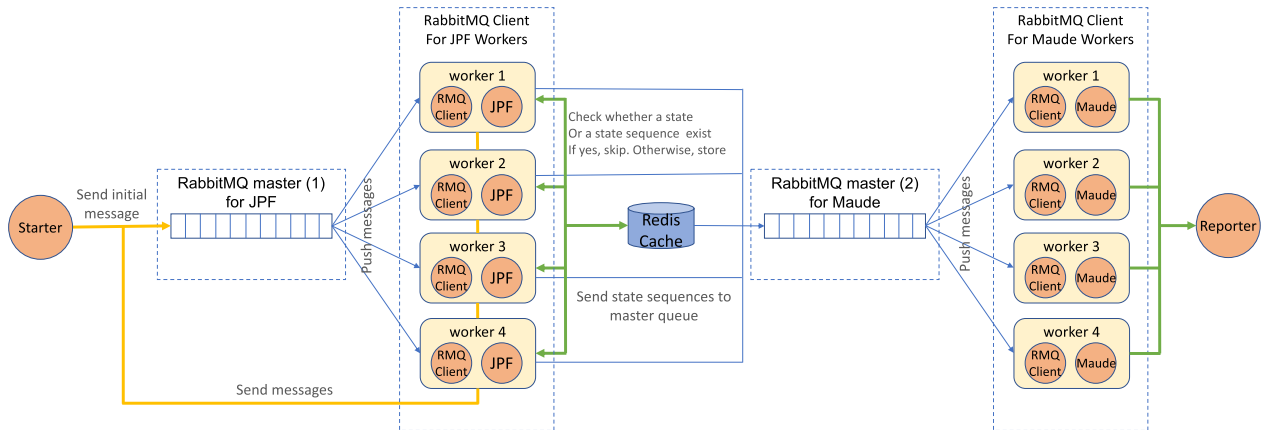 Starter
Send initial
message
RabbitMQ master (1)
for JPF
Push messages
Send messages
RabbitMQ Client
For JPF Workers
worker 1
RMQ
Client
JPF
worker 2
RMQ
Client
JPF
worker 3
RMQ
Client
JPF
worker 4
RMQ
Client
JPF
Check whether a state
Or a state sequence exist
If yes, skip. Otherwise, store
Redis
Cache
Send state sequences to
master queue
RabbitMQ master (2)
for Maude
Push messages
RabbitMQ Client
For Maude Workers
worker 1
RMQ
Client
Maude
worker 2
RMQ
Client
Maude
worker 3
RMQ
Client
Maude
worker 4
RMQ
Client
Maude
Reporter